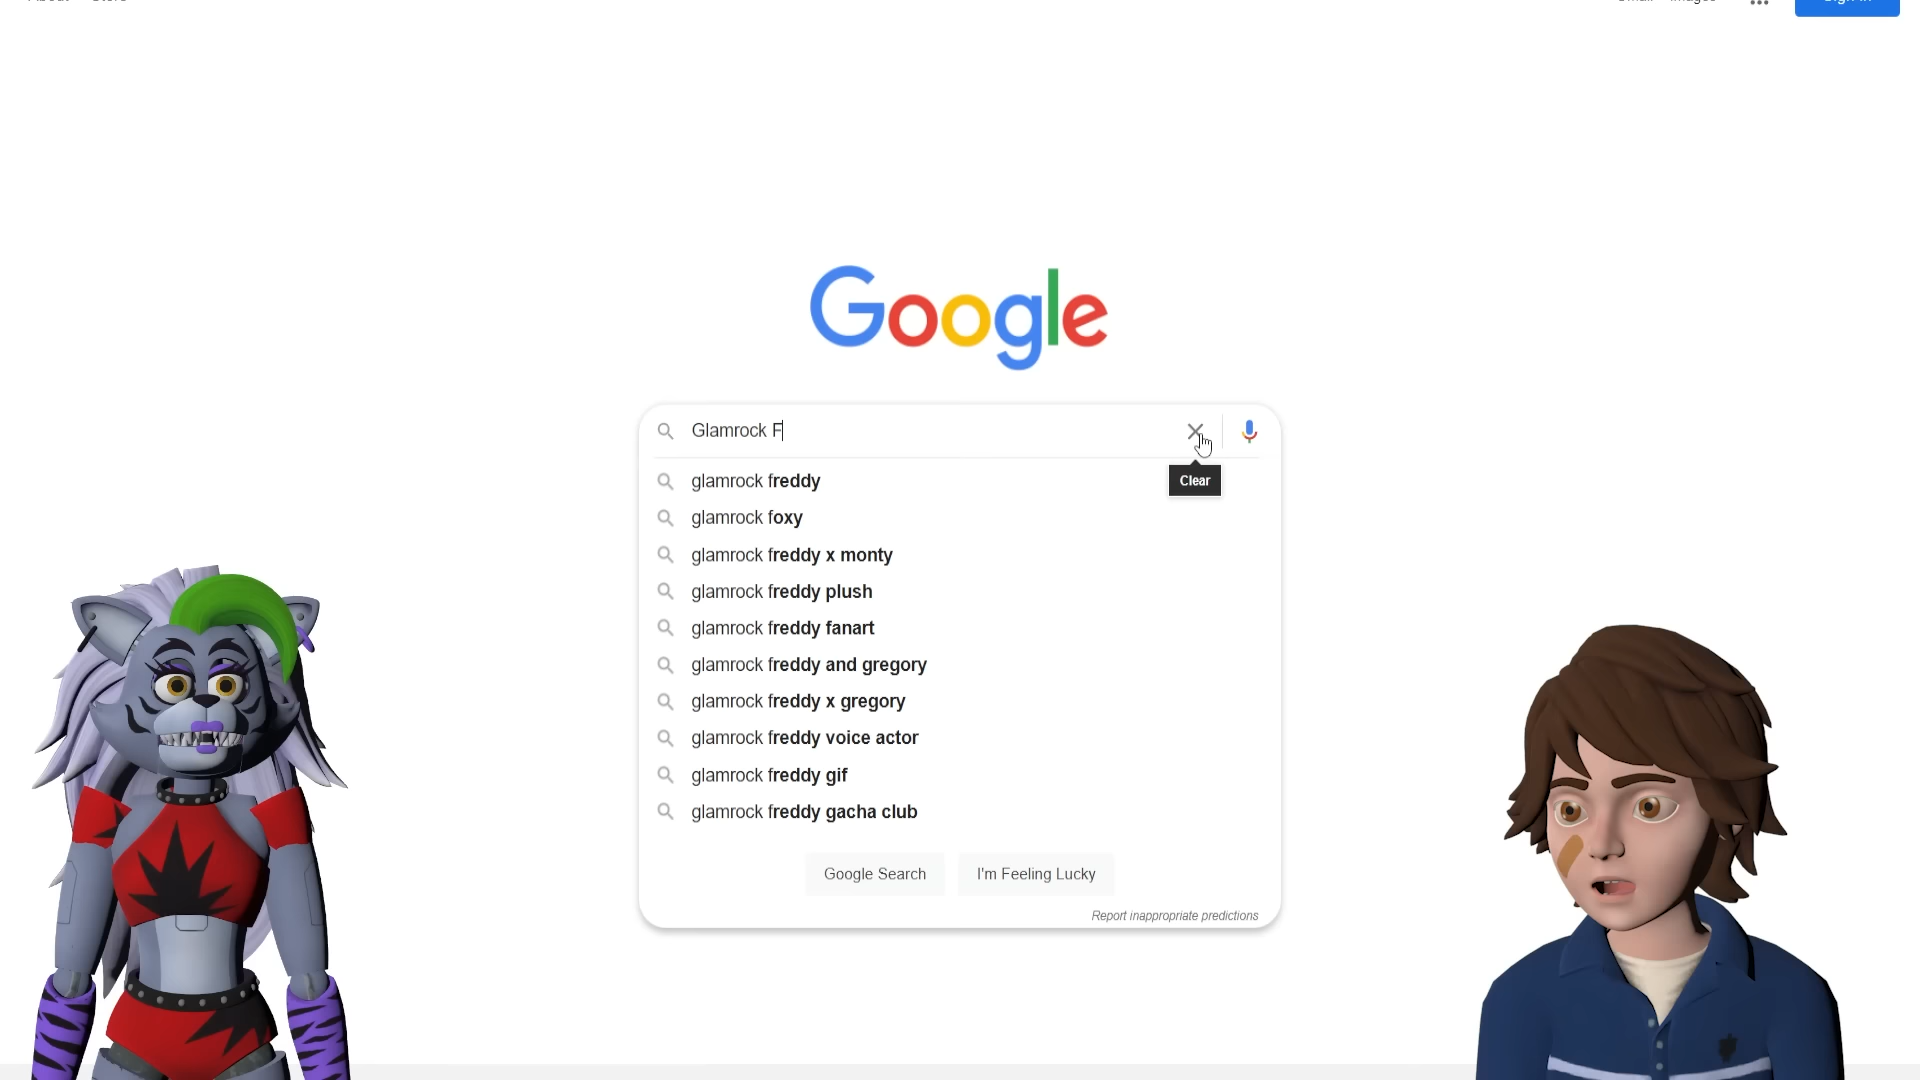 Google
Glamrock F
Clear
glamrock freddy
glamrock foxy
glamrock freddy x monty
glamrock freddy plush
glamrock freddy fanart
glamrock freddy and gregory
glamrock freddy x gregory
glamrock freddy voice actor
glamrock freddy gif
glamrock freddy gacha club
Google Search I'm Feeling Lucky
Report inappropriate predictions